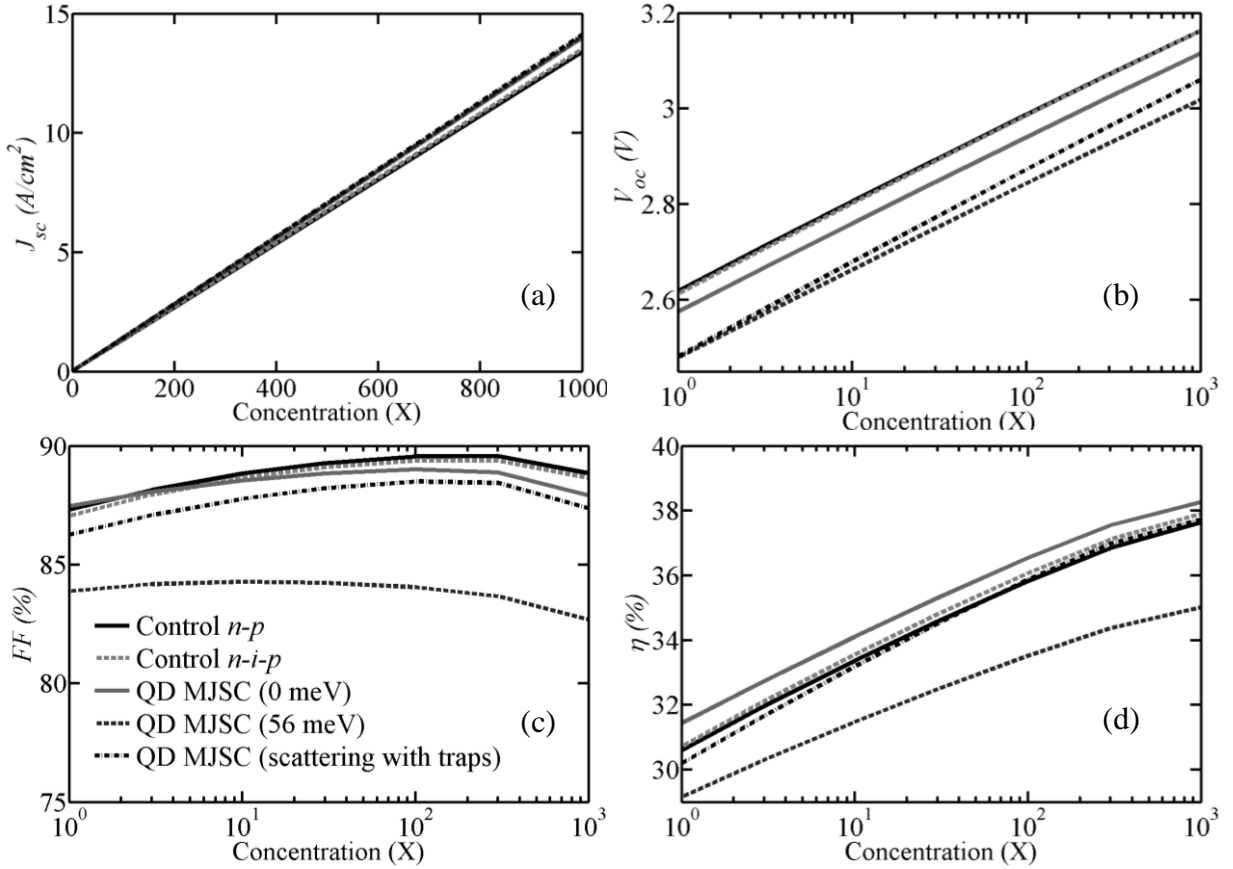 15
10
5
0
J_sc (A/cm²)
(a)
0 200 400 600 800 1000
Concentration (X)
3.2
3
2.8
2.6
V_oc (V)
(b)
10⁰ 10¹ 10² 10³
Concentration (X)
90
85
80
75
FF (%)
Control n-p
Control n-i-p
QD MJSC (0 meV)
QD MJSC (56 meV)
QD MJSC (scattering with traps)
(c)
10⁰ 10¹ 10² 10³
Concentration (X)
40
38
36
34
32
30
η (%)
(d)
10⁰ 10¹ 10² 10³
Concentration (X)